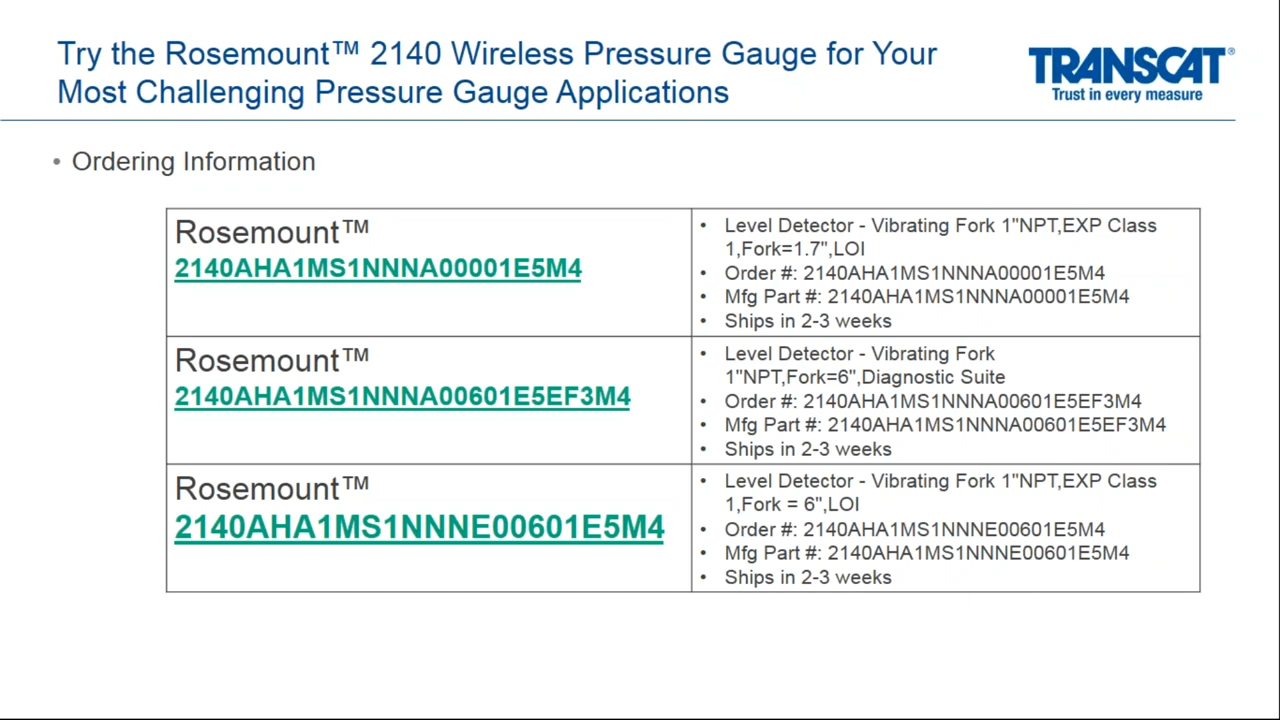 Try the Rosemount™ 2140 Wireless Pressure Gauge for Your
Most Challenging Pressure Gauge Applications
TRANSCAT®
Trust in every measure
• Ordering Information
Rosemount™
2140AHA1MS1NNNA00001E5M4
• Level Detector - Vibrating Fork 1"NPT,EXP Class
1,Fork=1.7",LOI
• Order #: 2140AHA1MS1NNNA00001E5M4
• Mfg Part #: 2140AHA1MS1NNNA00001E5M4
• Ships in 2-3 weeks
Rosemount™
2140AHA1MS1NNNA00601E5EF3M4
• Level Detector - Vibrating Fork
1"NPT,Fork=6",Diagnostic Suite
• Order #: 2140AHA1MS1NNNA00601E5EF3M4
• Mfg Part #: 2140AHA1MS1NNNA00601E5EF3M4
• Ships in 2-3 weeks
Rosemount™
2140AHA1MS1NNNE00601E5M4
• Level Detector - Vibrating Fork 1"NPT,EXP Class
1,Fork = 6",LOI
• Order #: 2140AHA1MS1NNNE00601E5M4
• Mfg Part #: 2140AHA1MS1NNNE00601E5M4
• Ships in 2-3 weeks